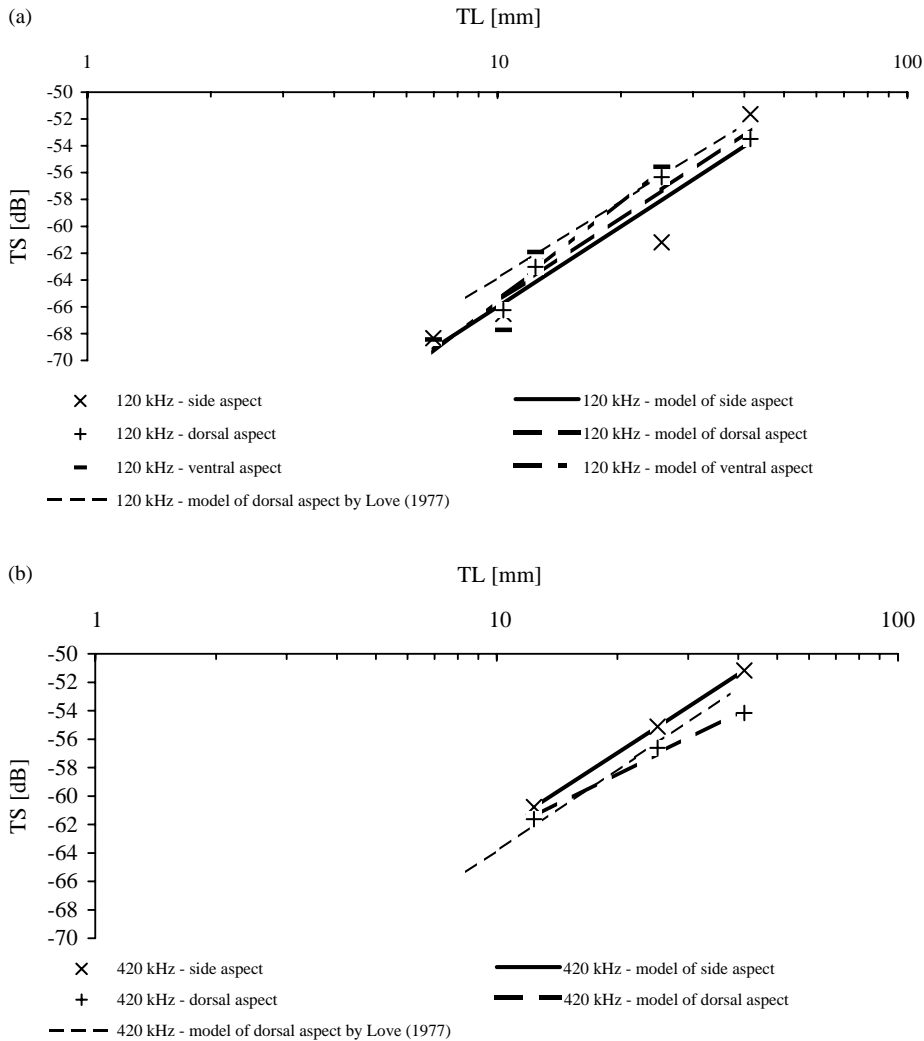 (a)
TL [mm]
1 10 100
-50
-52
-54
-56
-58
-60
-62
-64
-66
-68
-70
TS [dB]
120 kHz - side aspect 120 kHz - model of side aspect
120 kHz - dorsal aspect 120 kHz - model of dorsal aspect
120 kHz - ventral aspect 120 kHz - model of ventral aspect
120 kHz - model of dorsal aspect by Love (1977)
(b)
TL [mm]
1 10 100
-50
-52
-54
-56
-58
-60
-62
-64
-66
-68
-70
TS [dB]
420 kHz - side aspect 420 kHz - model of side aspect
420 kHz - dorsal aspect 420 kHz - model of dorsal aspect
420 kHz - model of dorsal aspect by Love (1977)